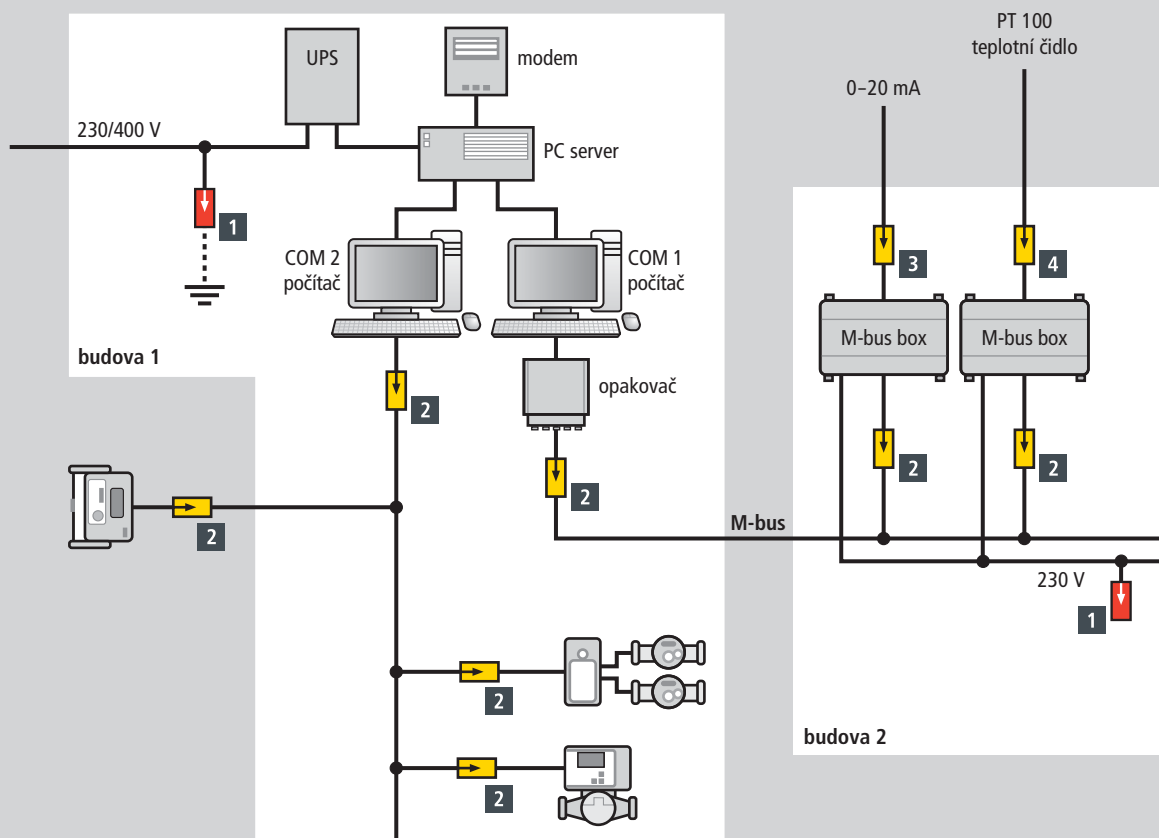 PT 100
teplotní čidlo
UPS
modem
0–20 mA
230/400 V
PC server
1
COM 2
počítač
COM 1
počítač
3
4
M-bus box
M-bus box
budova 1
opakovač
2
2
2
2
2
M-bus
230 V
1
2
2
budova 2